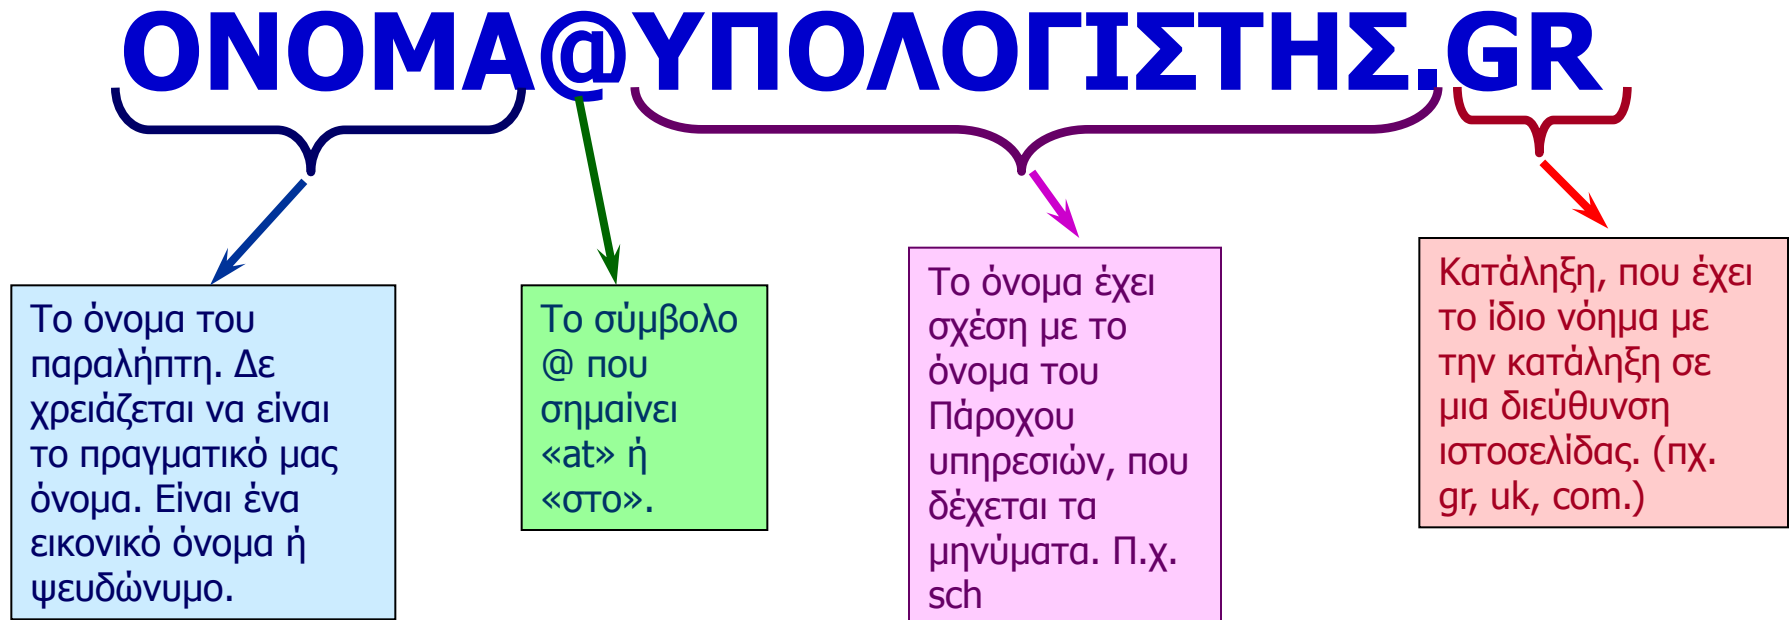 ΟΝΟΜΑ@ΥΠΟΛΟΓΙΣΤΗΣ.GR
Το όνομα του
παραλήπτη. Δε
χρειάζεται να είναι
το πραγματικό μας
όνομα. Είναι ένα
εικονικό όνομα ή
ψευδώνυμο.
Το σύμβολο
@ που
σημαίνει
«at» ή
«στο».
Το όνομα έχει
σχέση με το
όνομα του
Πάροχου
υπηρεσιών, που
δέχεται τα
μηνύματα. Π.χ.
sch
Κατάληξη, που έχει
το ίδιο νόημα με
την κατάληξη σε
μια διεύθυνση
ιστοσελίδας. (πχ.
gr, uk, com.)